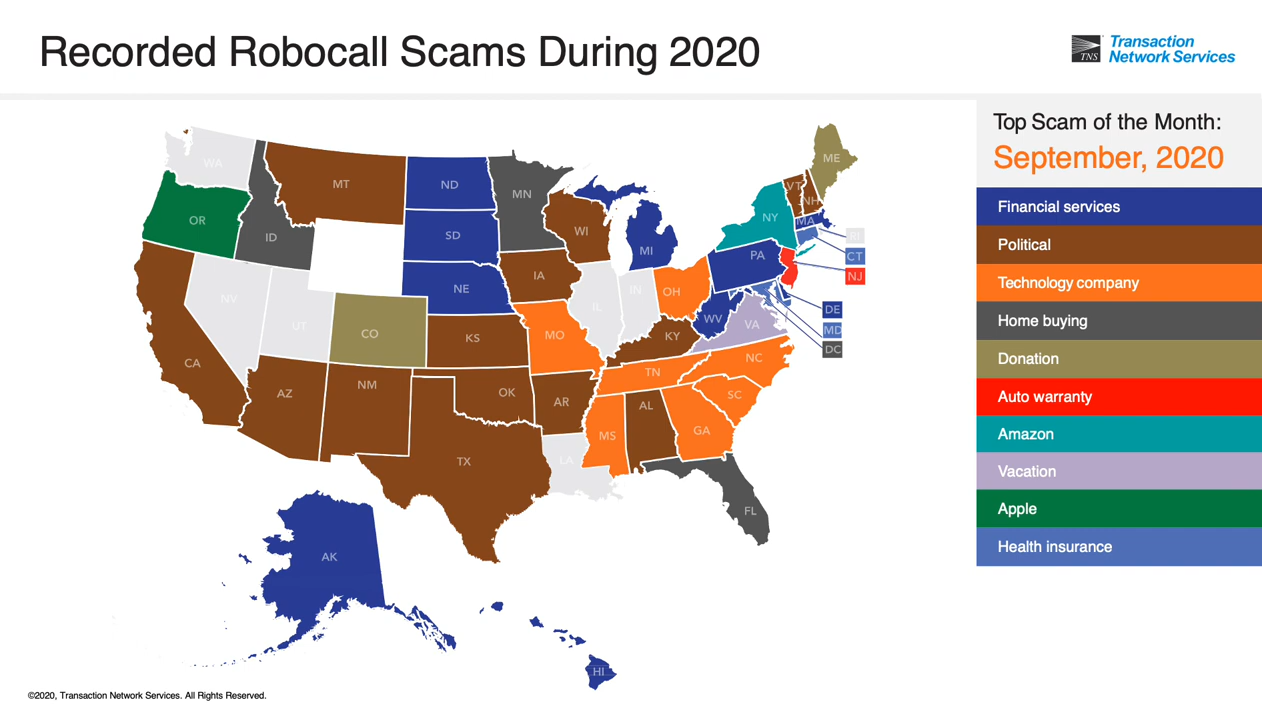 Recorded Robocall Scams During 2020
TNS
Transaction
Network Services
Top Scam of the Month:
September, 2020
Financial services
Political
Technology company
Home buying
Donation
Auto warranty
Amazon
Vacation
Apple
Health insurance
WA
MT
ND
MN
ME
OR
ID
SD
WI
MI
NY
VT
NH
MA
RI
CT
NJ
NV
UT
CO
NE
IA
IL
IN
OH
PA
WV
VA
DE
MD
DC
CA
AZ
NM
KS
MO
KY
TN
NC
SC
OK
AR
MS
AL
GA
TX
LA
FL
AK
HI
©2020, Transaction Network Services. All Rights Reserved.